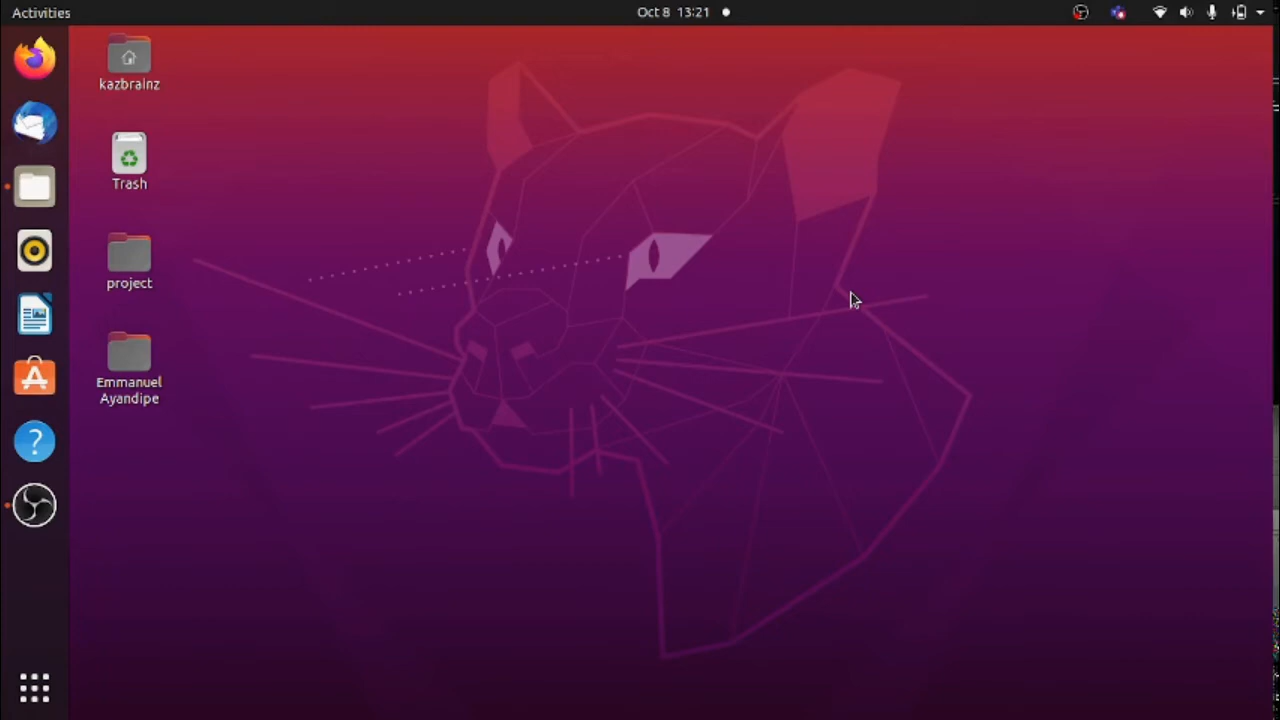 Activities
Oct 8 13:21
kazbrainz
Trash
project
Emmanuel
Ayandipe